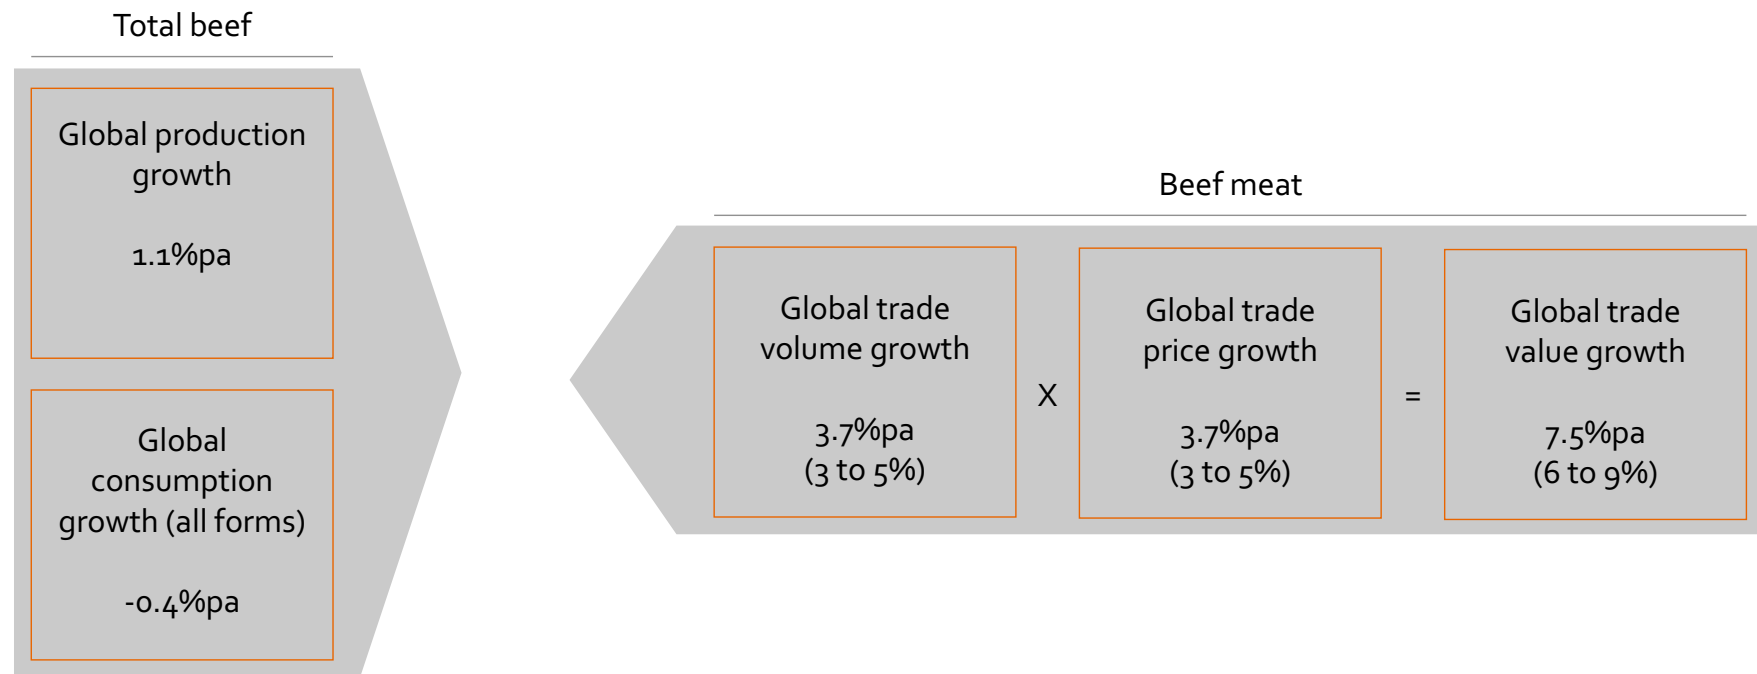 Total beef
Global production
growth
1.1%pa
Global
consumption
growth (all forms)
-0.4%pa
Beef meat
Global trade
volume growth
3.7%pa
(3 to 5%)
X
Global trade
price growth
3.7%pa
(3 to 5%)
=
Global trade
value growth
7.5%pa
(6 to 9%)